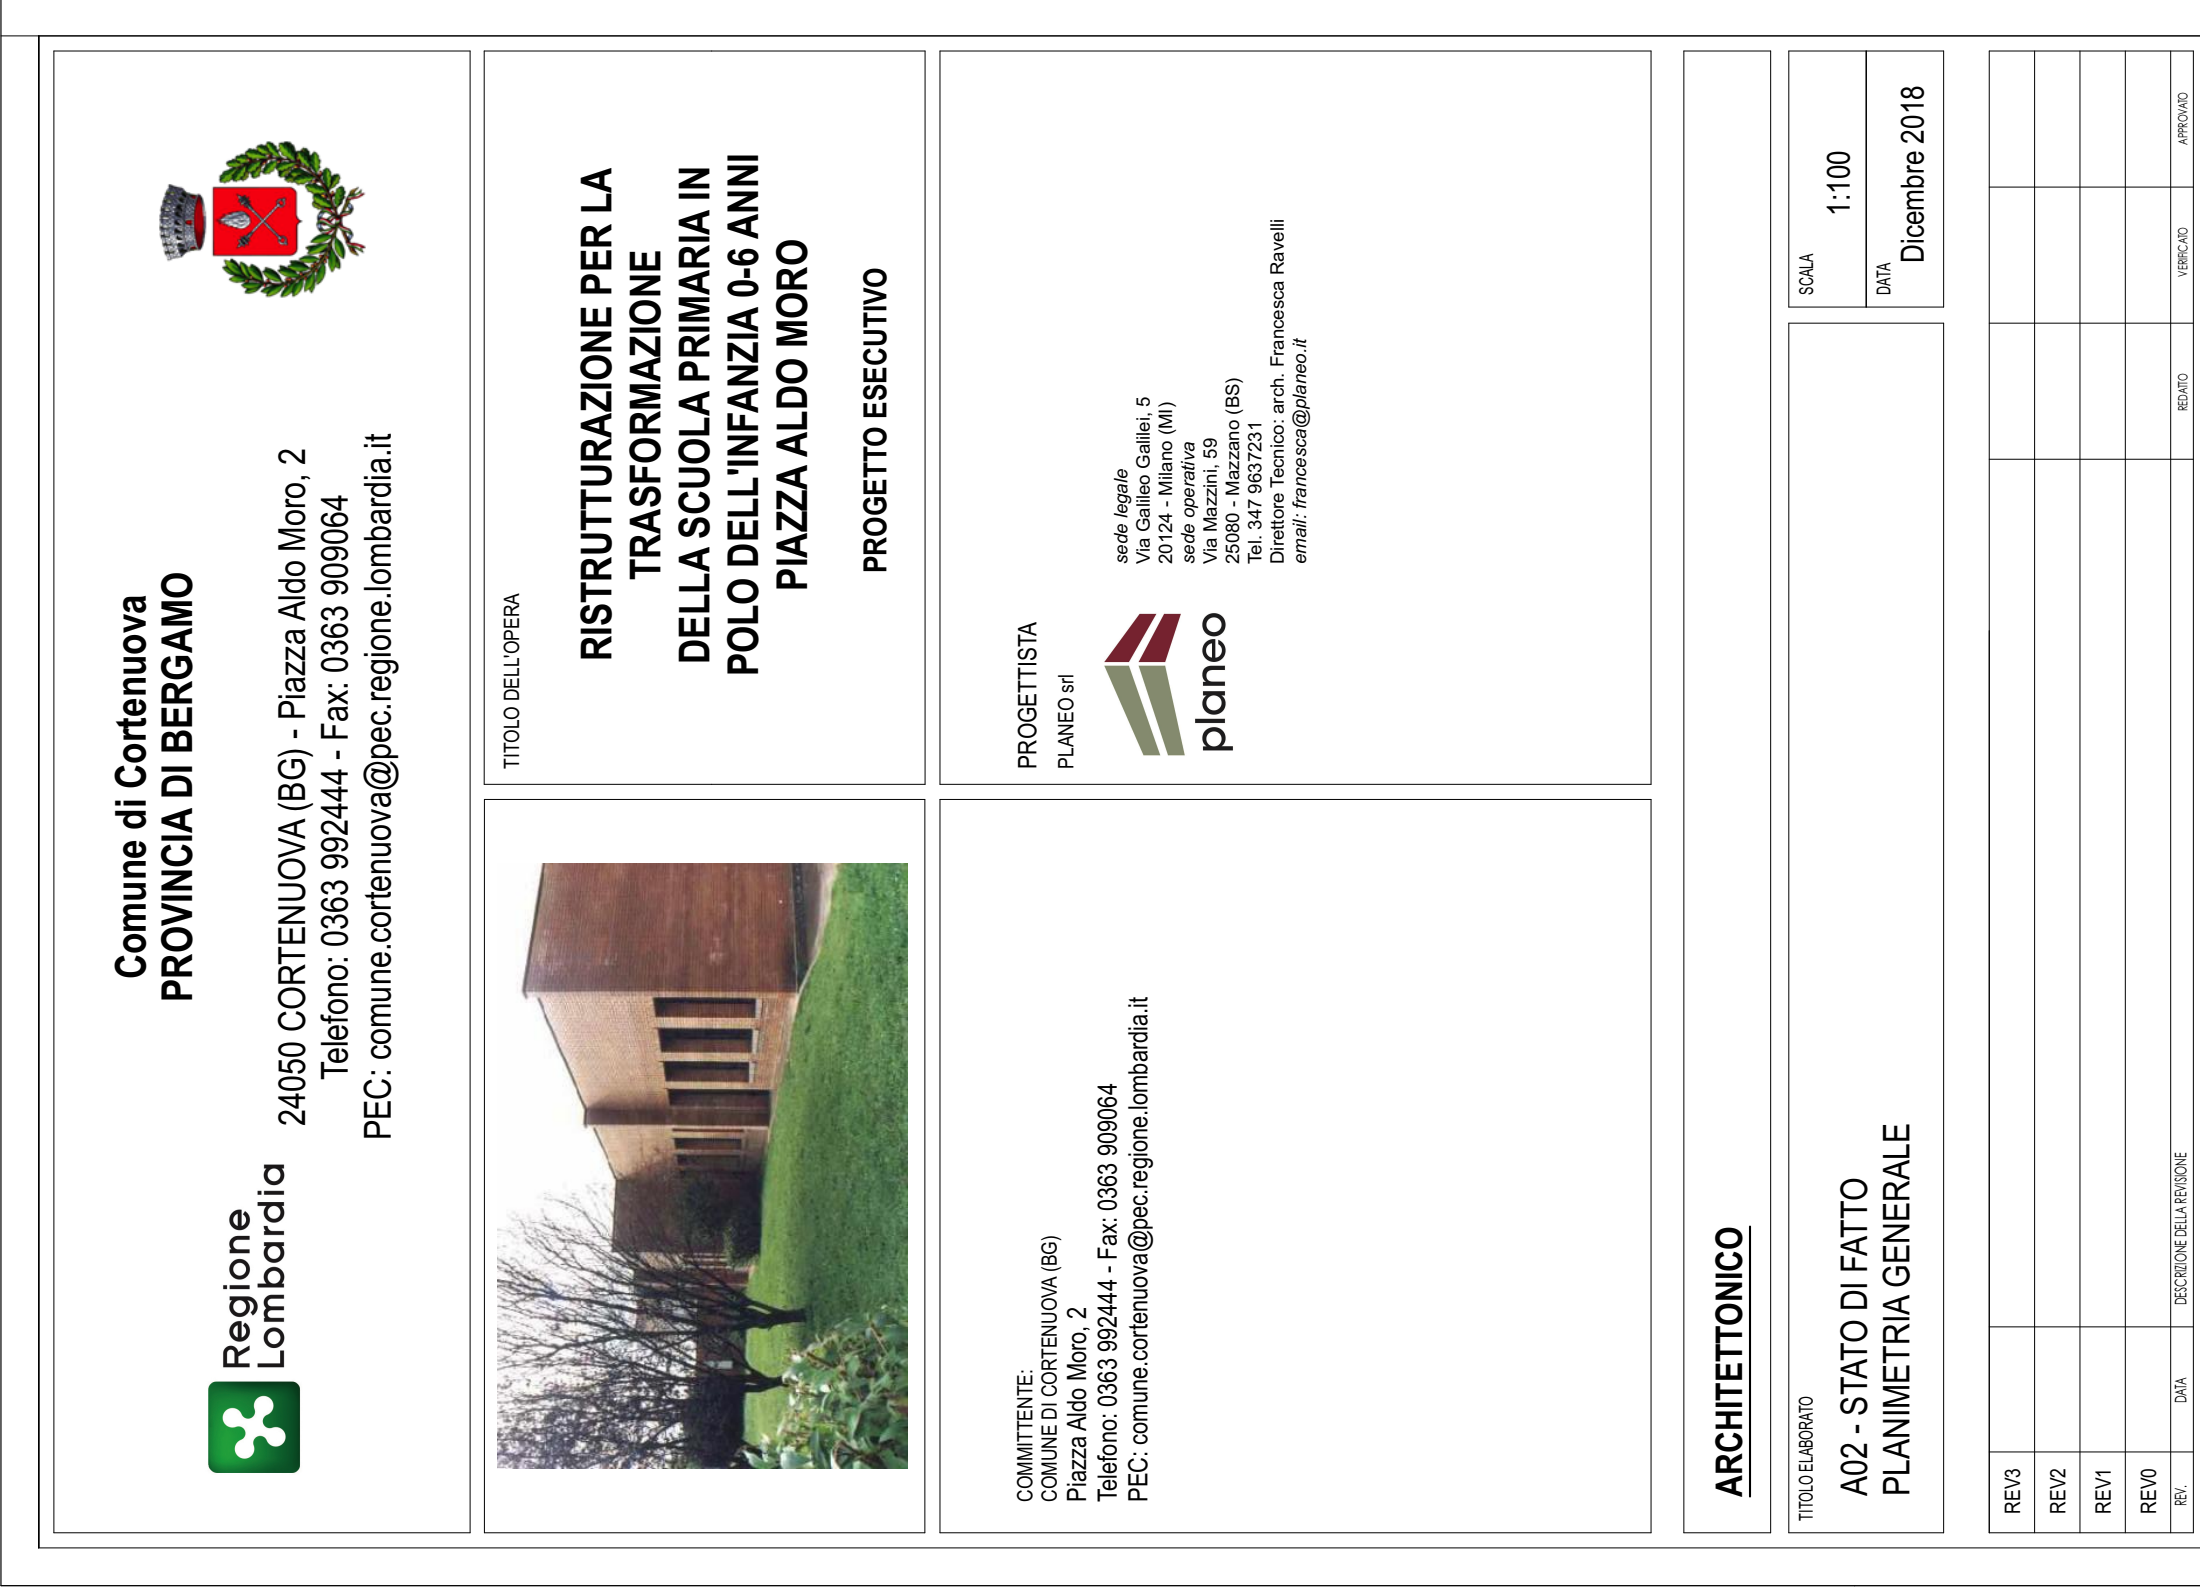 Comune di Cortenuova
PROVINCIA DI BERGAMO
Regione
Lombardia
24050 CORTENUOVA (BG) - Piazza Aldo Moro, 2
Telefono: 0363 992444 - Fax: 0363 909064
PEC: comune.cortenuova@pec.regione.lombardia.it
TITOLO DELL'OPERA
RISTRUTTURAZIONE PER LA
TRASFORMAZIONE
DELLA SCUOLA PRIMARIA IN
POLO DELL'INFANZIA 0-6 ANNI
PIAZZA ALDO MORO
PROGETTO ESECUTIVO
COMMITTENTE:
COMUNE DI CORTENUOVA (BG)
Piazza Aldo Moro, 2
Telefono: 0363 992444 - Fax: 0363 909064
PEC: comune.cortenuova@pec.regione.lombardia.it
PROGETTISTA
PLANEO srl
planeo
sede legale
Via Galileo Galilei, 5
20124 - Milano (MI)
sede operativa
Via Mazzini, 59
25080 - Mazzano (BS)
Tel. 347 9637231
Direttore Tecnico: arch. Francesca Ravelli
email: francesca@planeo.it
ARCHITETTONICO
TITOLO ELABORATO
A02 - STATO DI FATTO
PLANIMETRIA GENERALE
SCALA
1:100
DATA
Dicembre 2018
REV3
REV2
REV1
REV0
REV. DATA DESCRIZIONE DELLA REVISIONE REDATTO VERIFICATO APPROVATO